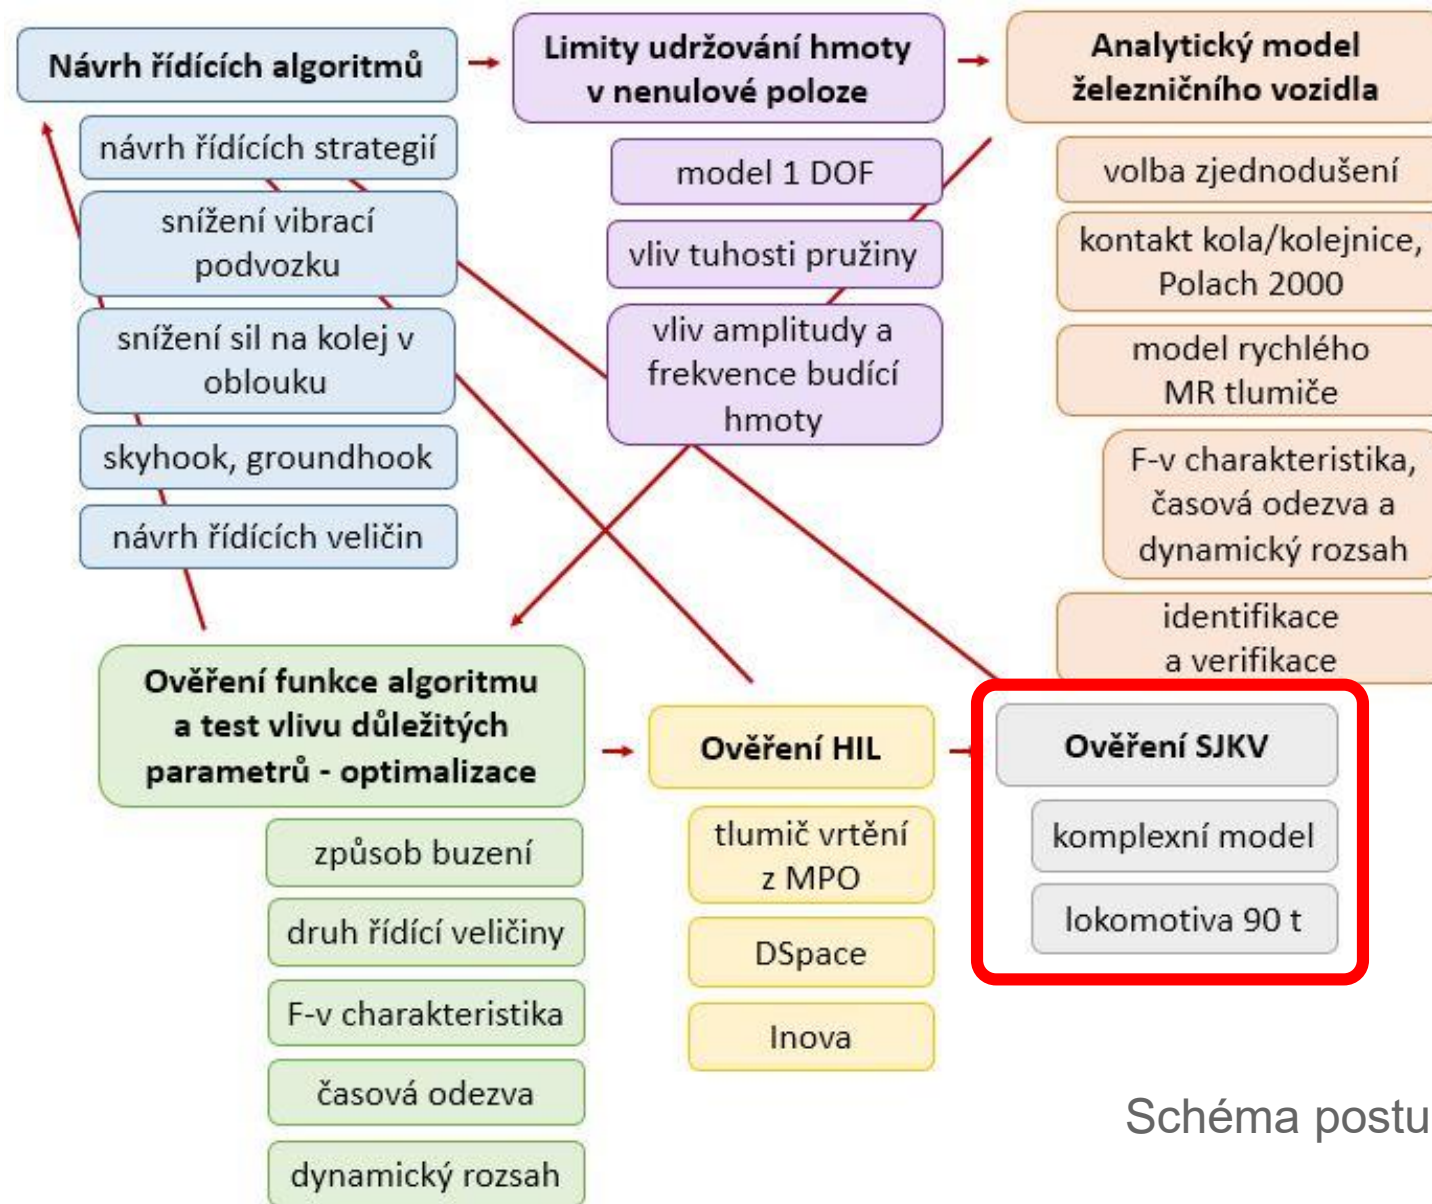 Návrh řídících algoritmů
návrh řídících strategií
snížení vibrací
podvozku
snížení sil na kolej v
oblouku
skyhook, groundhook
návrh řídících veličin
Limity udržování hmoty
v nenulové poloze
model 1 DOF
vliv tuhosti pružiny
vliv amplitudy a
frekvence budící
hmoty
Analytický model
železničního vozidla
volba zjednodušení
kontakt kola/kolejnice,
Polach 2000
model rychlého
MR tlumiče
F-v charakteristika,
časová odezva a
dynamický rozsah
identifikace
a verifikace
Ověření funkce algoritmu
a test vlivu důležitých
parametrů - optimalizace
způsob buzení
druh řídící veličiny
F-v charakteristika
časová odezva
dynamický rozsah
Ověření HIL
tlumič vrtění
z MPO
DSpace
Inova
Ověření SJKV
komplexní model
lokomotiva 90 t
Schéma postu